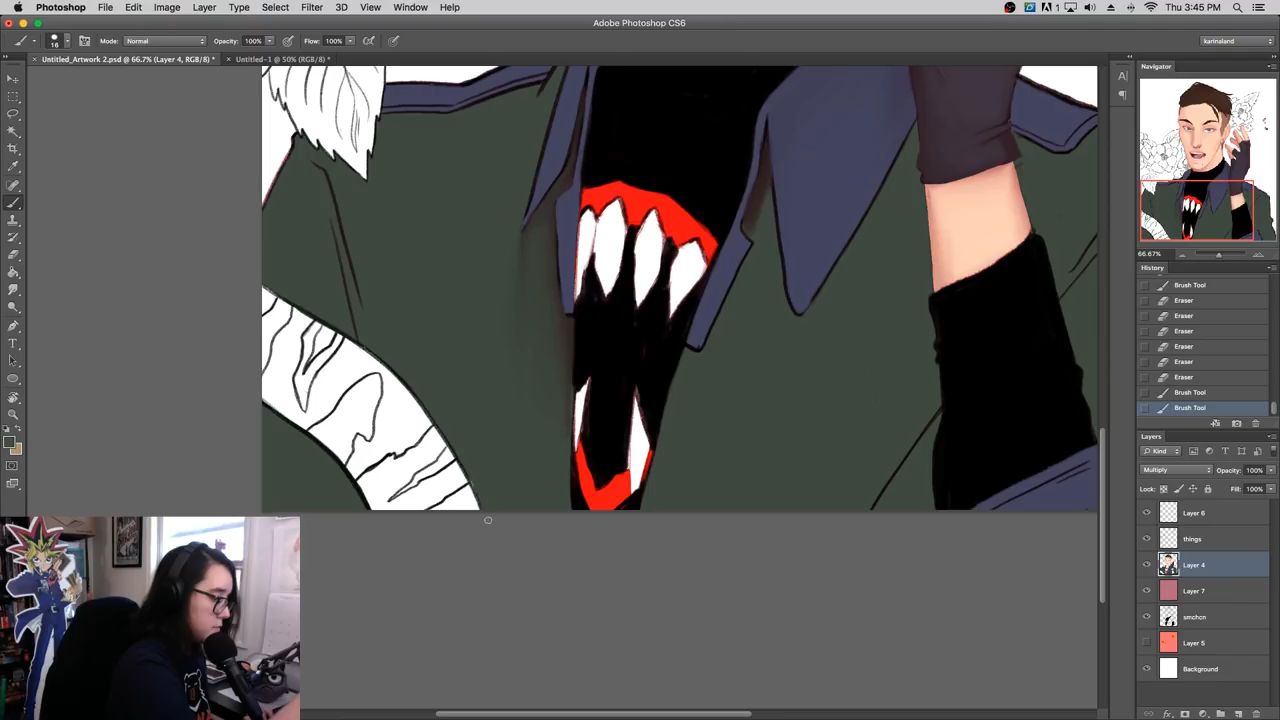 Photoshop File Edit Image Layer Type Select Filter 3D View Window Help
1 Thu 3:45 PM
Adobe Photoshop CS6
16 Mode: Normal Opacity: 100% Flow: 100% karinaland
Untitled_Artwork 2.psd @ 66.7% (Layer 4, RGB/8) * Untitled-1 @ 50% (RGB/8) *
Navigator
66.67%
History
Brush Tool
Eraser
Eraser
Eraser
Eraser
Eraser
Eraser
Brush Tool
Brush Tool
Layers
Kind
Multiply Opacity: 100%
Lock: Fill: 100%
Layer 6
things
Layer 4
Layer 7
smchcn
Layer 5
Background